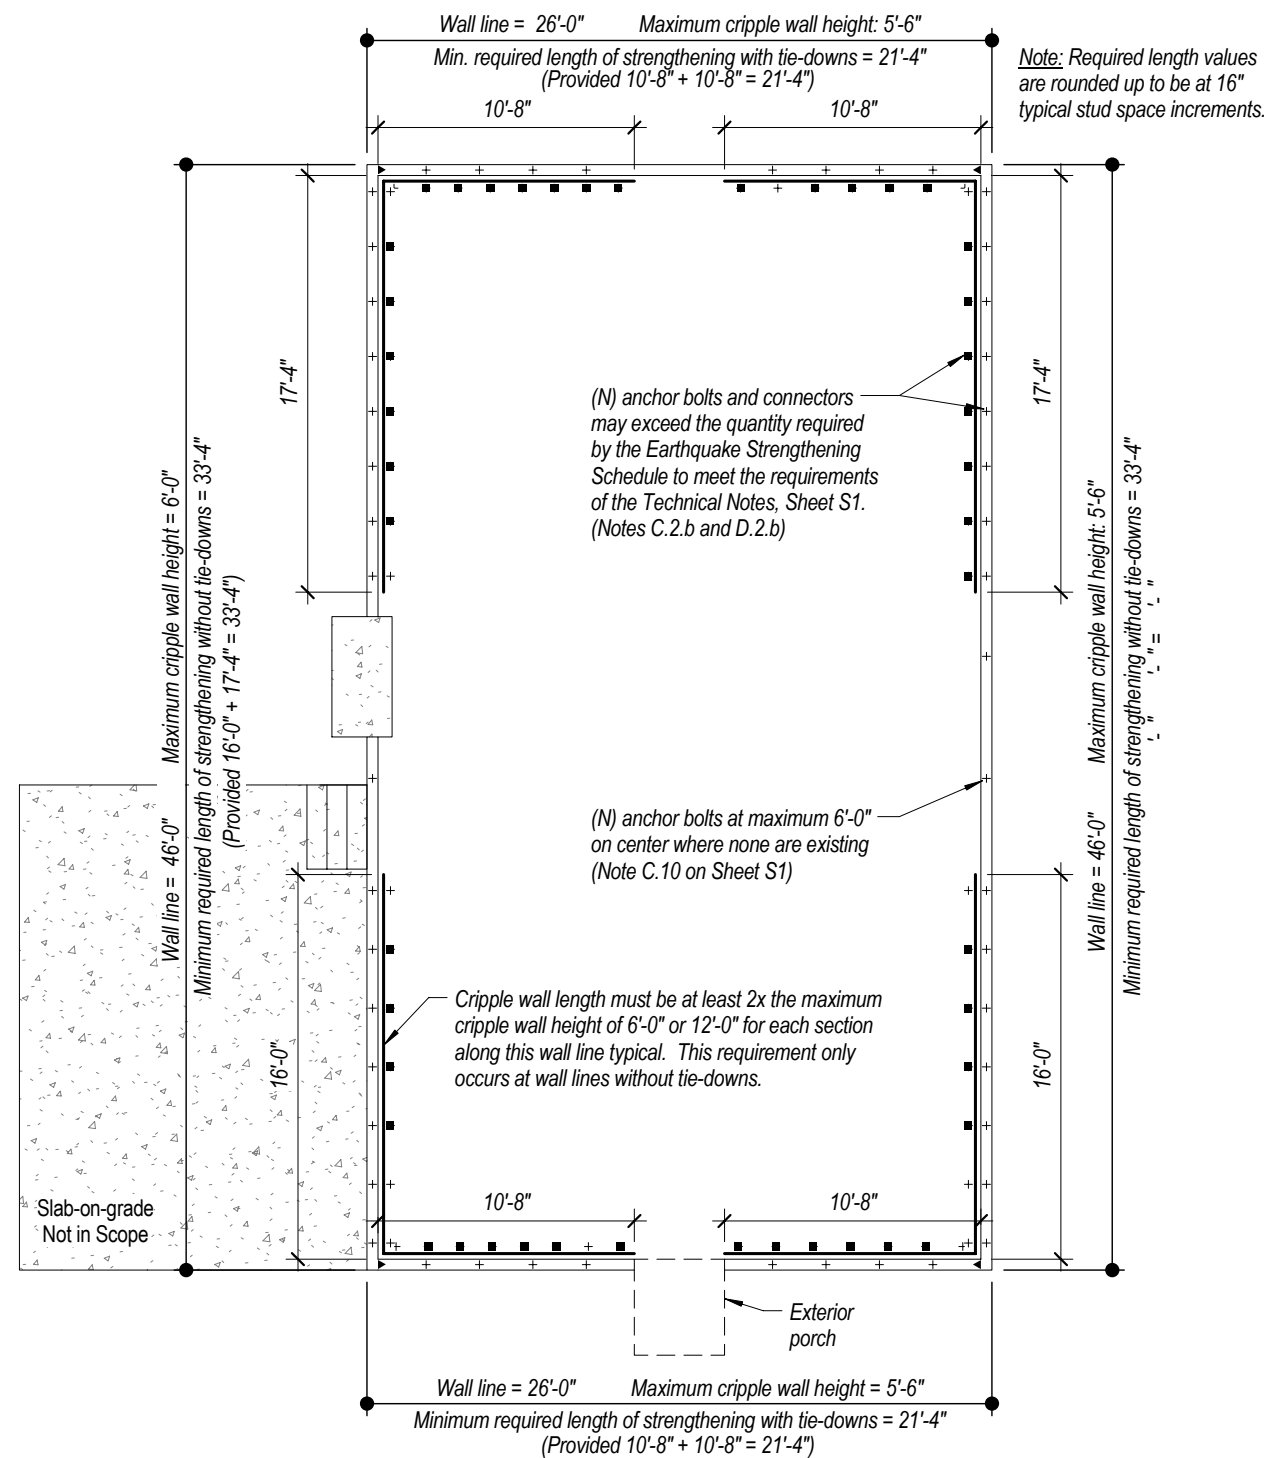 Wall line = 26'-0" Maximum cripple wall height: 5'-6"
Min. required length of strengthening with tie-downs = 21'-4"
(Provided 10'-8" + 10'-8" = 21'-4")
Note: Required length values
are rounded up to be at 16"
typical stud space increments.
10'-8"
10'-8"
17'-4"
17'-4"
Wall line = 46'-0" Maximum cripple wall height = 6'-0"
Minimum required length of strengthening without tie-downs = 33'-4"
(Provided 16'-0" + 17'-4" = 33'-4")
(N) anchor bolts and connectors
may exceed the quantity required
by the Earthquake Strengthening
Schedule to meet the requirements
of the Technical Notes, Sheet S1.
(Notes C.2.b and D.2.b)
Wall line = 46'-0" Maximum cripple wall height: 5'-6"
Minimum required length of strengthening without tie-downs = 33'-4"
(N) anchor bolts at maximum 6'-0"
on center where none are existing
(Note C.10 on Sheet S1)
Cripple wall length must be at least 2x the maximum
cripple wall height of 6'-0" or 12'-0" for each section
along this wall line typical. This requirement only
occurs at wall lines without tie-downs.
16'-0"
16'-0"
Slab-on-grade
Not in Scope
10'-8"
10'-8"
Exterior
porch
Wall line = 26'-0" Maximum cripple wall height = 5'-6"
Minimum required length of strengthening with tie-downs = 21'-4"
(Provided 10'-8" + 10'-8" = 21'-4")